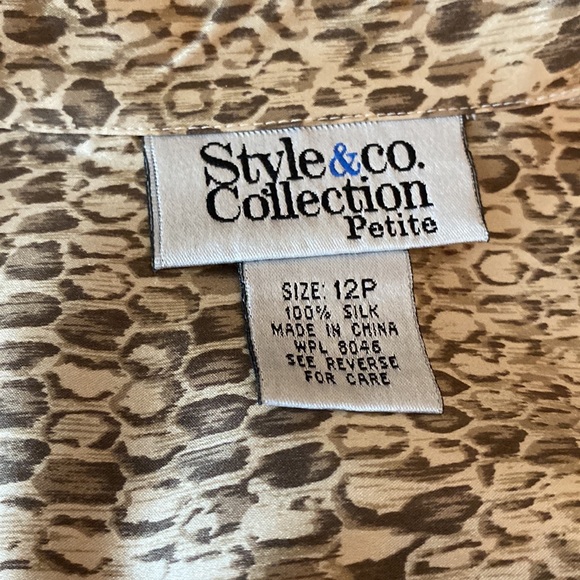 Style&co.
Collection
Petite
SIZE: 12P
100% SILK
MADE IN CHINA
WPL 8046
SEE REVERSE
FOR CARE